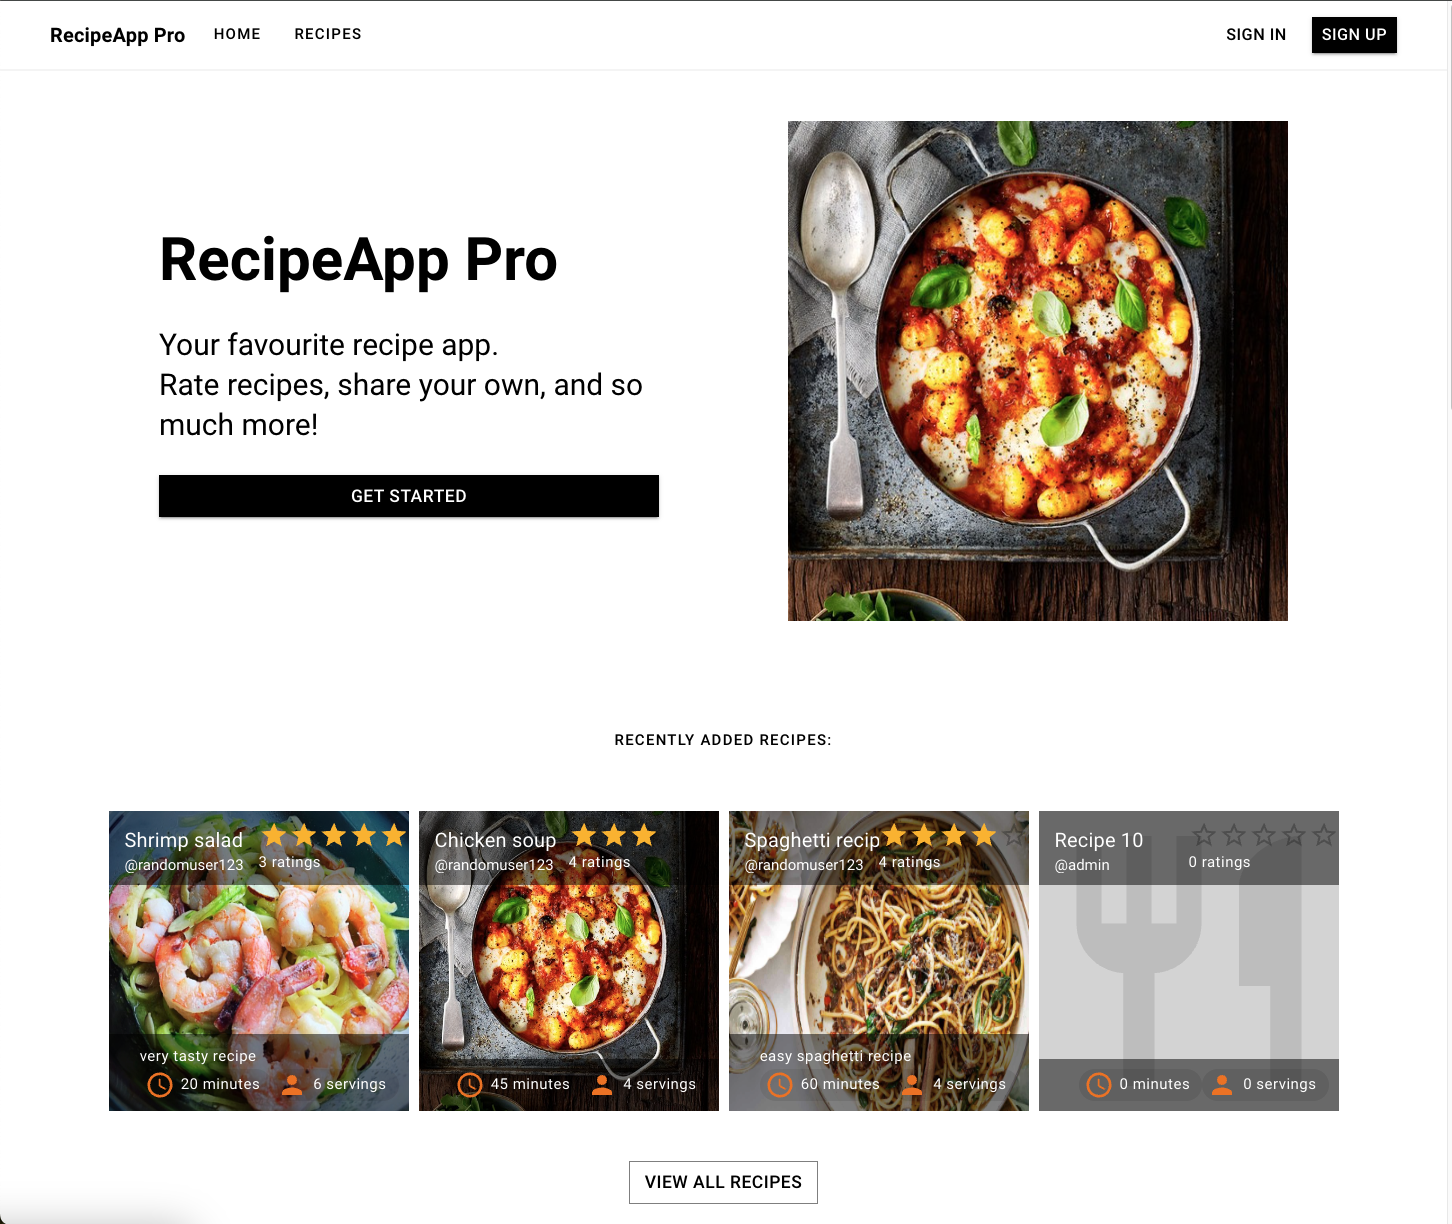 RecipeApp Pro HOME RECIPES SIGN IN SIGN UP
RecipeApp Pro
Your favourite recipe app.
Rate recipes, share your own, and so
much more!
GET STARTED
RECENTLY ADDED RECIPES:
Shrimp salad
@randomuser123 3 ratings
very tasty recipe
20 minutes 6 servings
Chicken soup
@randomuser123 4 ratings
45 minutes 4 servings
Spaghetti recip
@randomuser123 4 ratings
easy spaghetti recipe
60 minutes 4 servings
Recipe 10
@admin 0 ratings
0 minutes 0 servings
VIEW ALL RECIPES